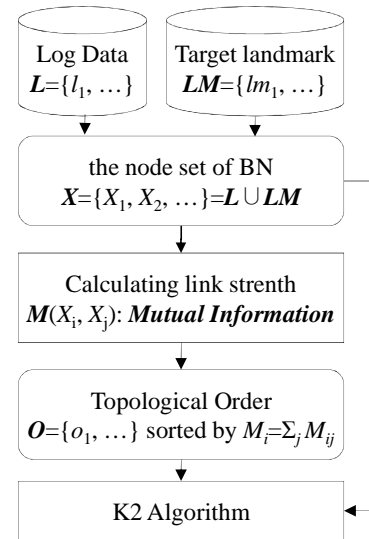 Log Data
L={l₁, …}
Target landmark
LM={lm₁, …}
the node set of BN
X={X₁, X₂, …}=L∪LM
Calculating link strenth
M(Xᵢ, Xⱼ): Mutual Information
Topological Order
O={o₁, …} sorted by Mᵢ=Σⱼ Mᵢⱼ
K2 Algorithm